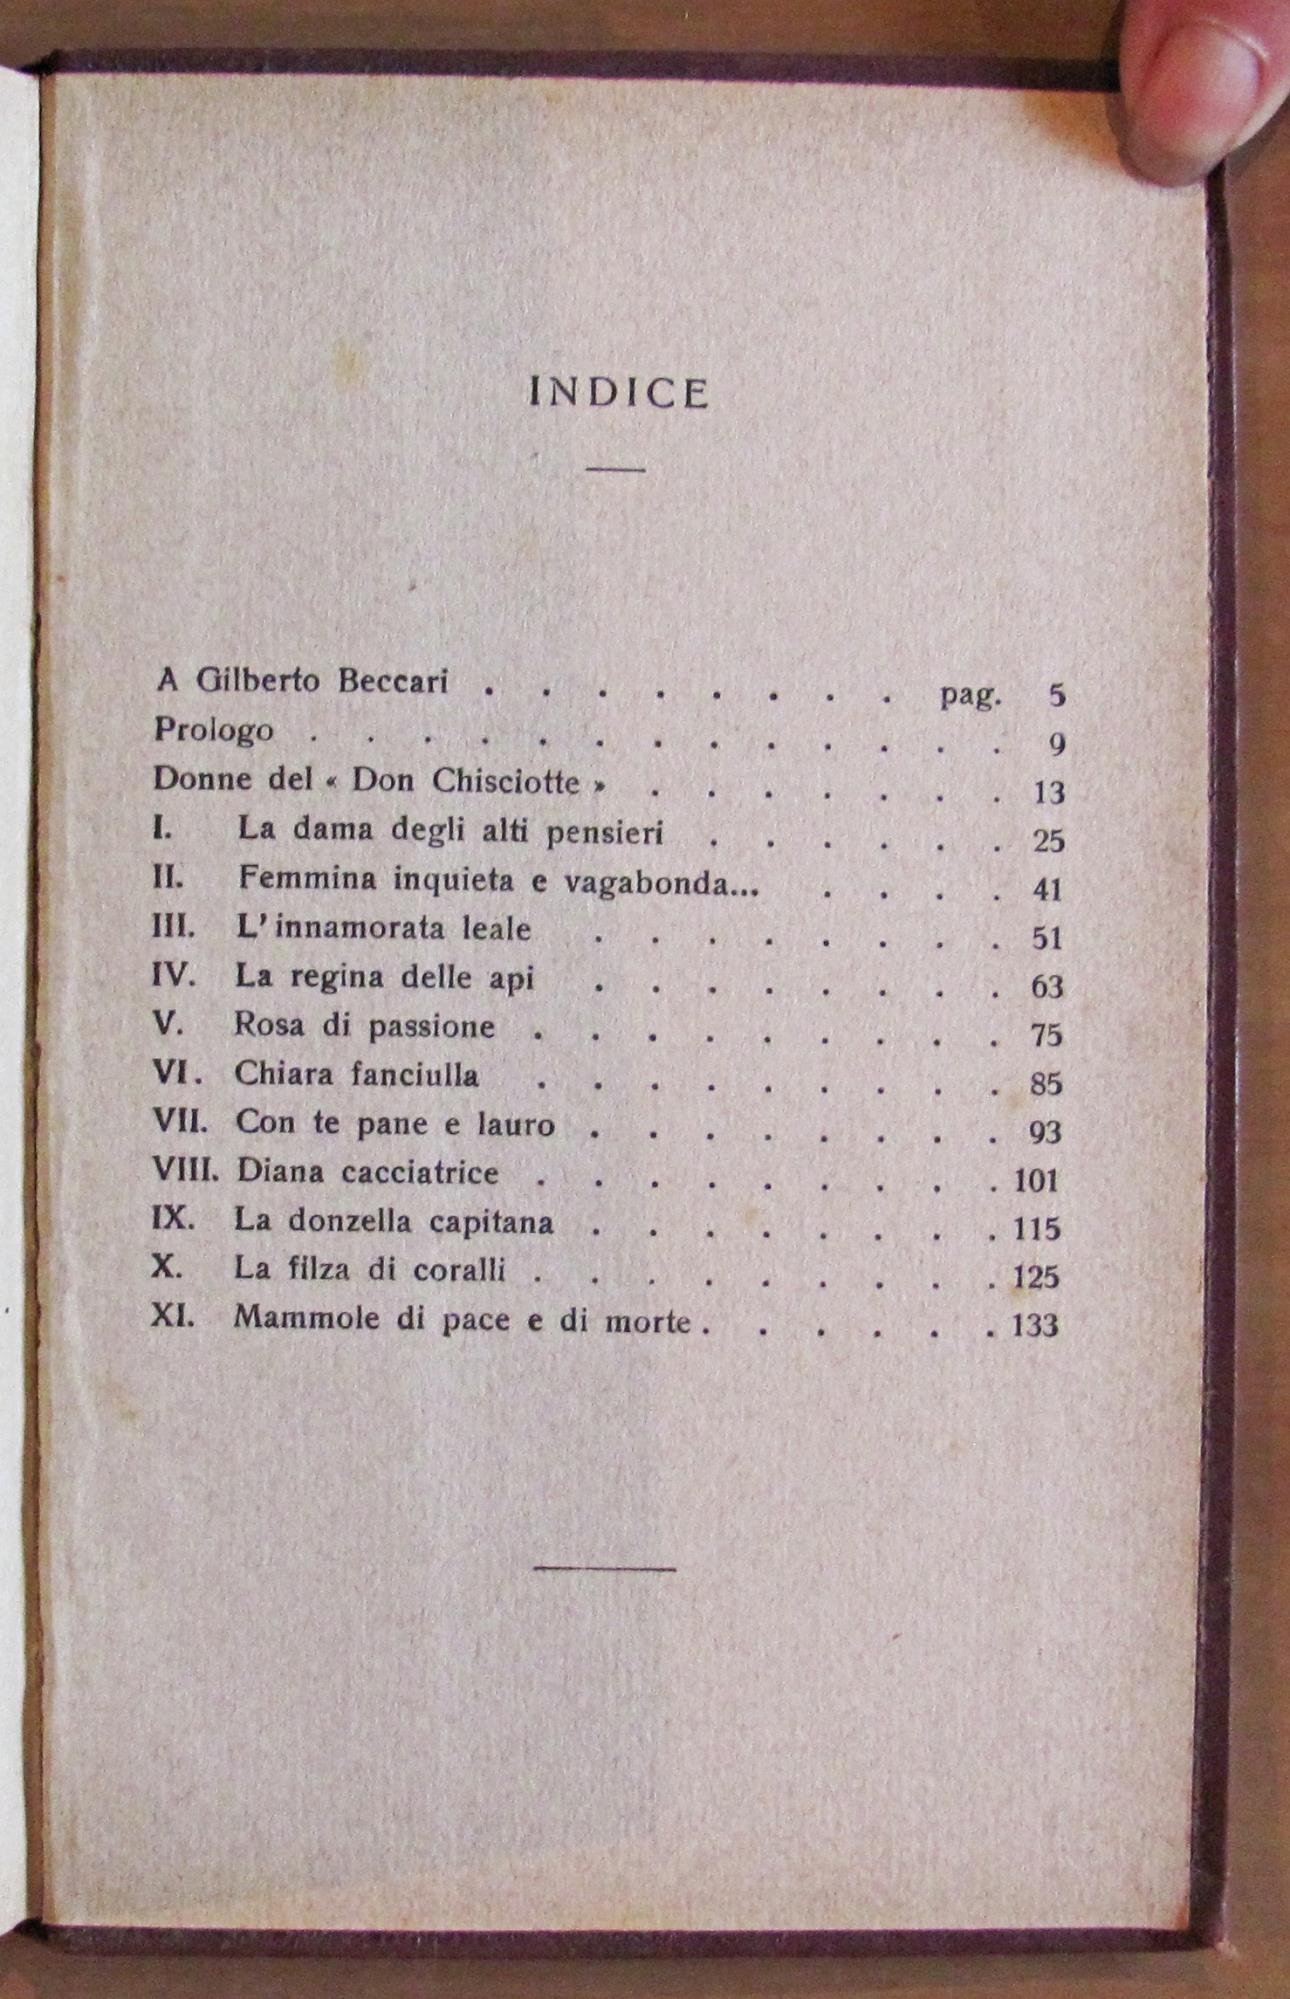 INDICE
A Gilberto Beccari . . . . . . . . pag. 5
Prologo . . . . . . . . . . . . . 9
Donne del « Don Chisciotte » . . . . . . . 13
I. La dama degli alti pensieri . . . . . . 25
II. Femmina inquieta e vagabonda... . . . . 41
III. L' innamorata leale . . . . . . . . 51
IV. La regina delle api . . . . . . . . 63
V. Rosa di passione . . . . . . . . . 75
VI. Chiara fanciulla . . . . . . . . . 85
VII. Con te pane e lauro . . . . . . . . 93
VIII. Diana cacciatrice . . . . . . . . . 101
IX. La donzella capitana . . . . . . . . 115
X. La filza di coralli . . . . . . . . . 125
XI. Mammole di pace e di morte . . . . . . 133